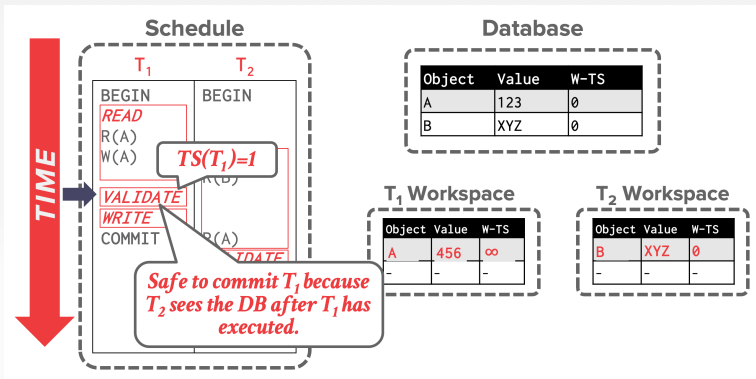 Schedule
Database
TIME
T1
T2
BEGIN
BEGIN
READ
R(A)
W(A)
TS(T1)=1
R(B)
VALIDATE
WRITE
COMMIT
R(A)
IDATE
Safe to commit T1 because
T2 sees the DB after T1 has
executed.
Object Value W-TS
A 123 0
B XYZ 0
T1 Workspace
Object Value W-TS
A 456 ∞
- - -
T2 Workspace
Object Value W-TS
B XYZ 0
- - -